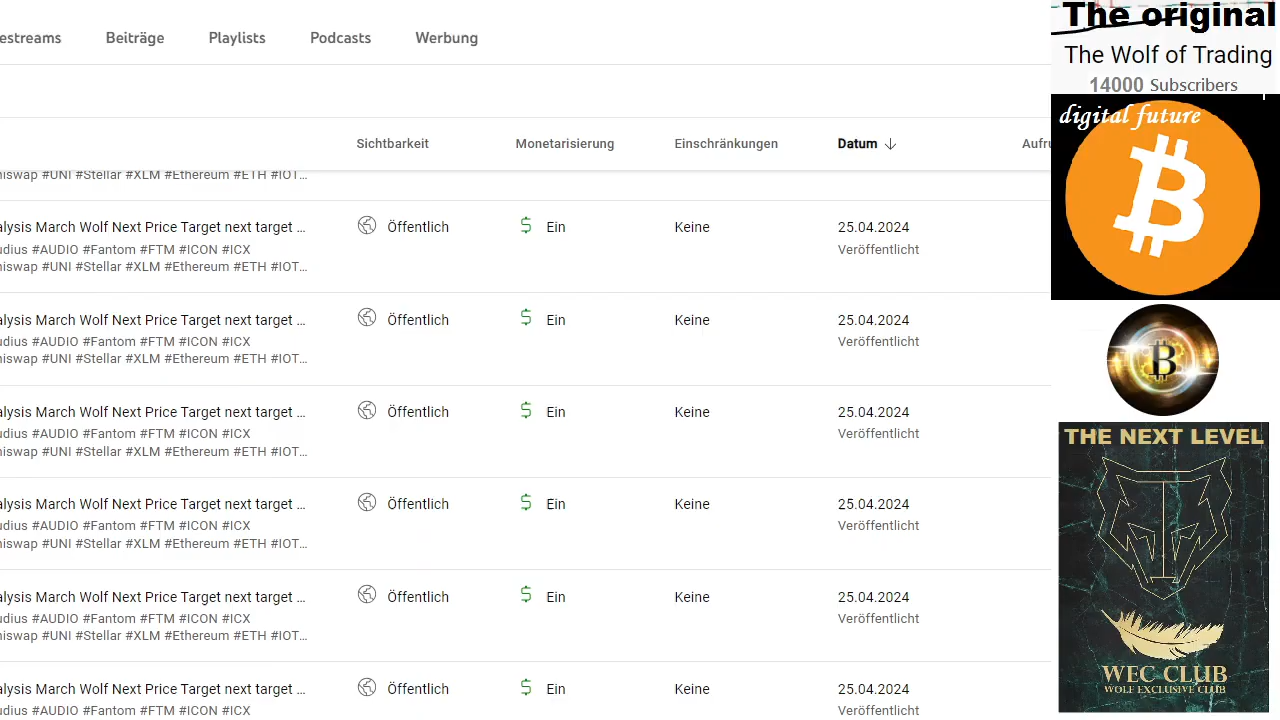 estreams Beiträge Playlists Podcasts Werbung
Sichtbarkeit Monetarisierung Einschränkungen Datum Aufru
niswap #UNI #Stellar #XLM #Ethereum #ETH #IOT...
alysis March Wolf Next Price Target next target ... Öffentlich Ein Keine 25.04.2024
udius #AUDIO #Fantom #FTM #ICON #ICX Veröffentlicht
niswap #UNI #Stellar #XLM #Ethereum #ETH #IOT...
alysis March Wolf Next Price Target next target ... Öffentlich Ein Keine 25.04.2024
udius #AUDIO #Fantom #FTM #ICON #ICX Veröffentlicht
niswap #UNI #Stellar #XLM #Ethereum #ETH #IOT...
alysis March Wolf Next Price Target next target ... Öffentlich Ein Keine 25.04.2024
udius #AUDIO #Fantom #FTM #ICON #ICX Veröffentlicht
niswap #UNI #Stellar #XLM #Ethereum #ETH #IOT...
alysis March Wolf Next Price Target next target ... Öffentlich Ein Keine 25.04.2024
udius #AUDIO #Fantom #FTM #ICON #ICX Veröffentlicht
niswap #UNI #Stellar #XLM #Ethereum #ETH #IOT...
alysis March Wolf Next Price Target next target ... Öffentlich Ein Keine 25.04.2024
udius #AUDIO #Fantom #FTM #ICON #ICX Veröffentlicht
niswap #UNI #Stellar #XLM #Ethereum #ETH #IOT...
alysis March Wolf Next Price Target next target ... Öffentlich Ein Keine 25.04.2024
udius #AUDIO #Fantom #FTM #ICON #ICX Veröffentlicht
The original
The Wolf of Trading
14000 Subscribers
digital future
THE NEXT LEVEL
WEC CLUB
WOLF EXCLUSIVE CLUB